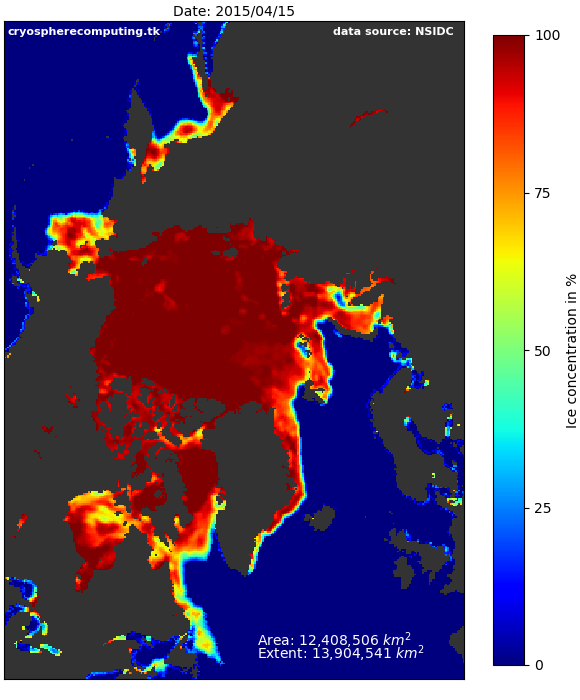 Date: 2015/04/15
cryospherecomputing.tk
data source: NSIDC
100
75
50
25
0
Ice concentration in %
Area: 12,408,506 km²
Extent: 13,904,541 km²